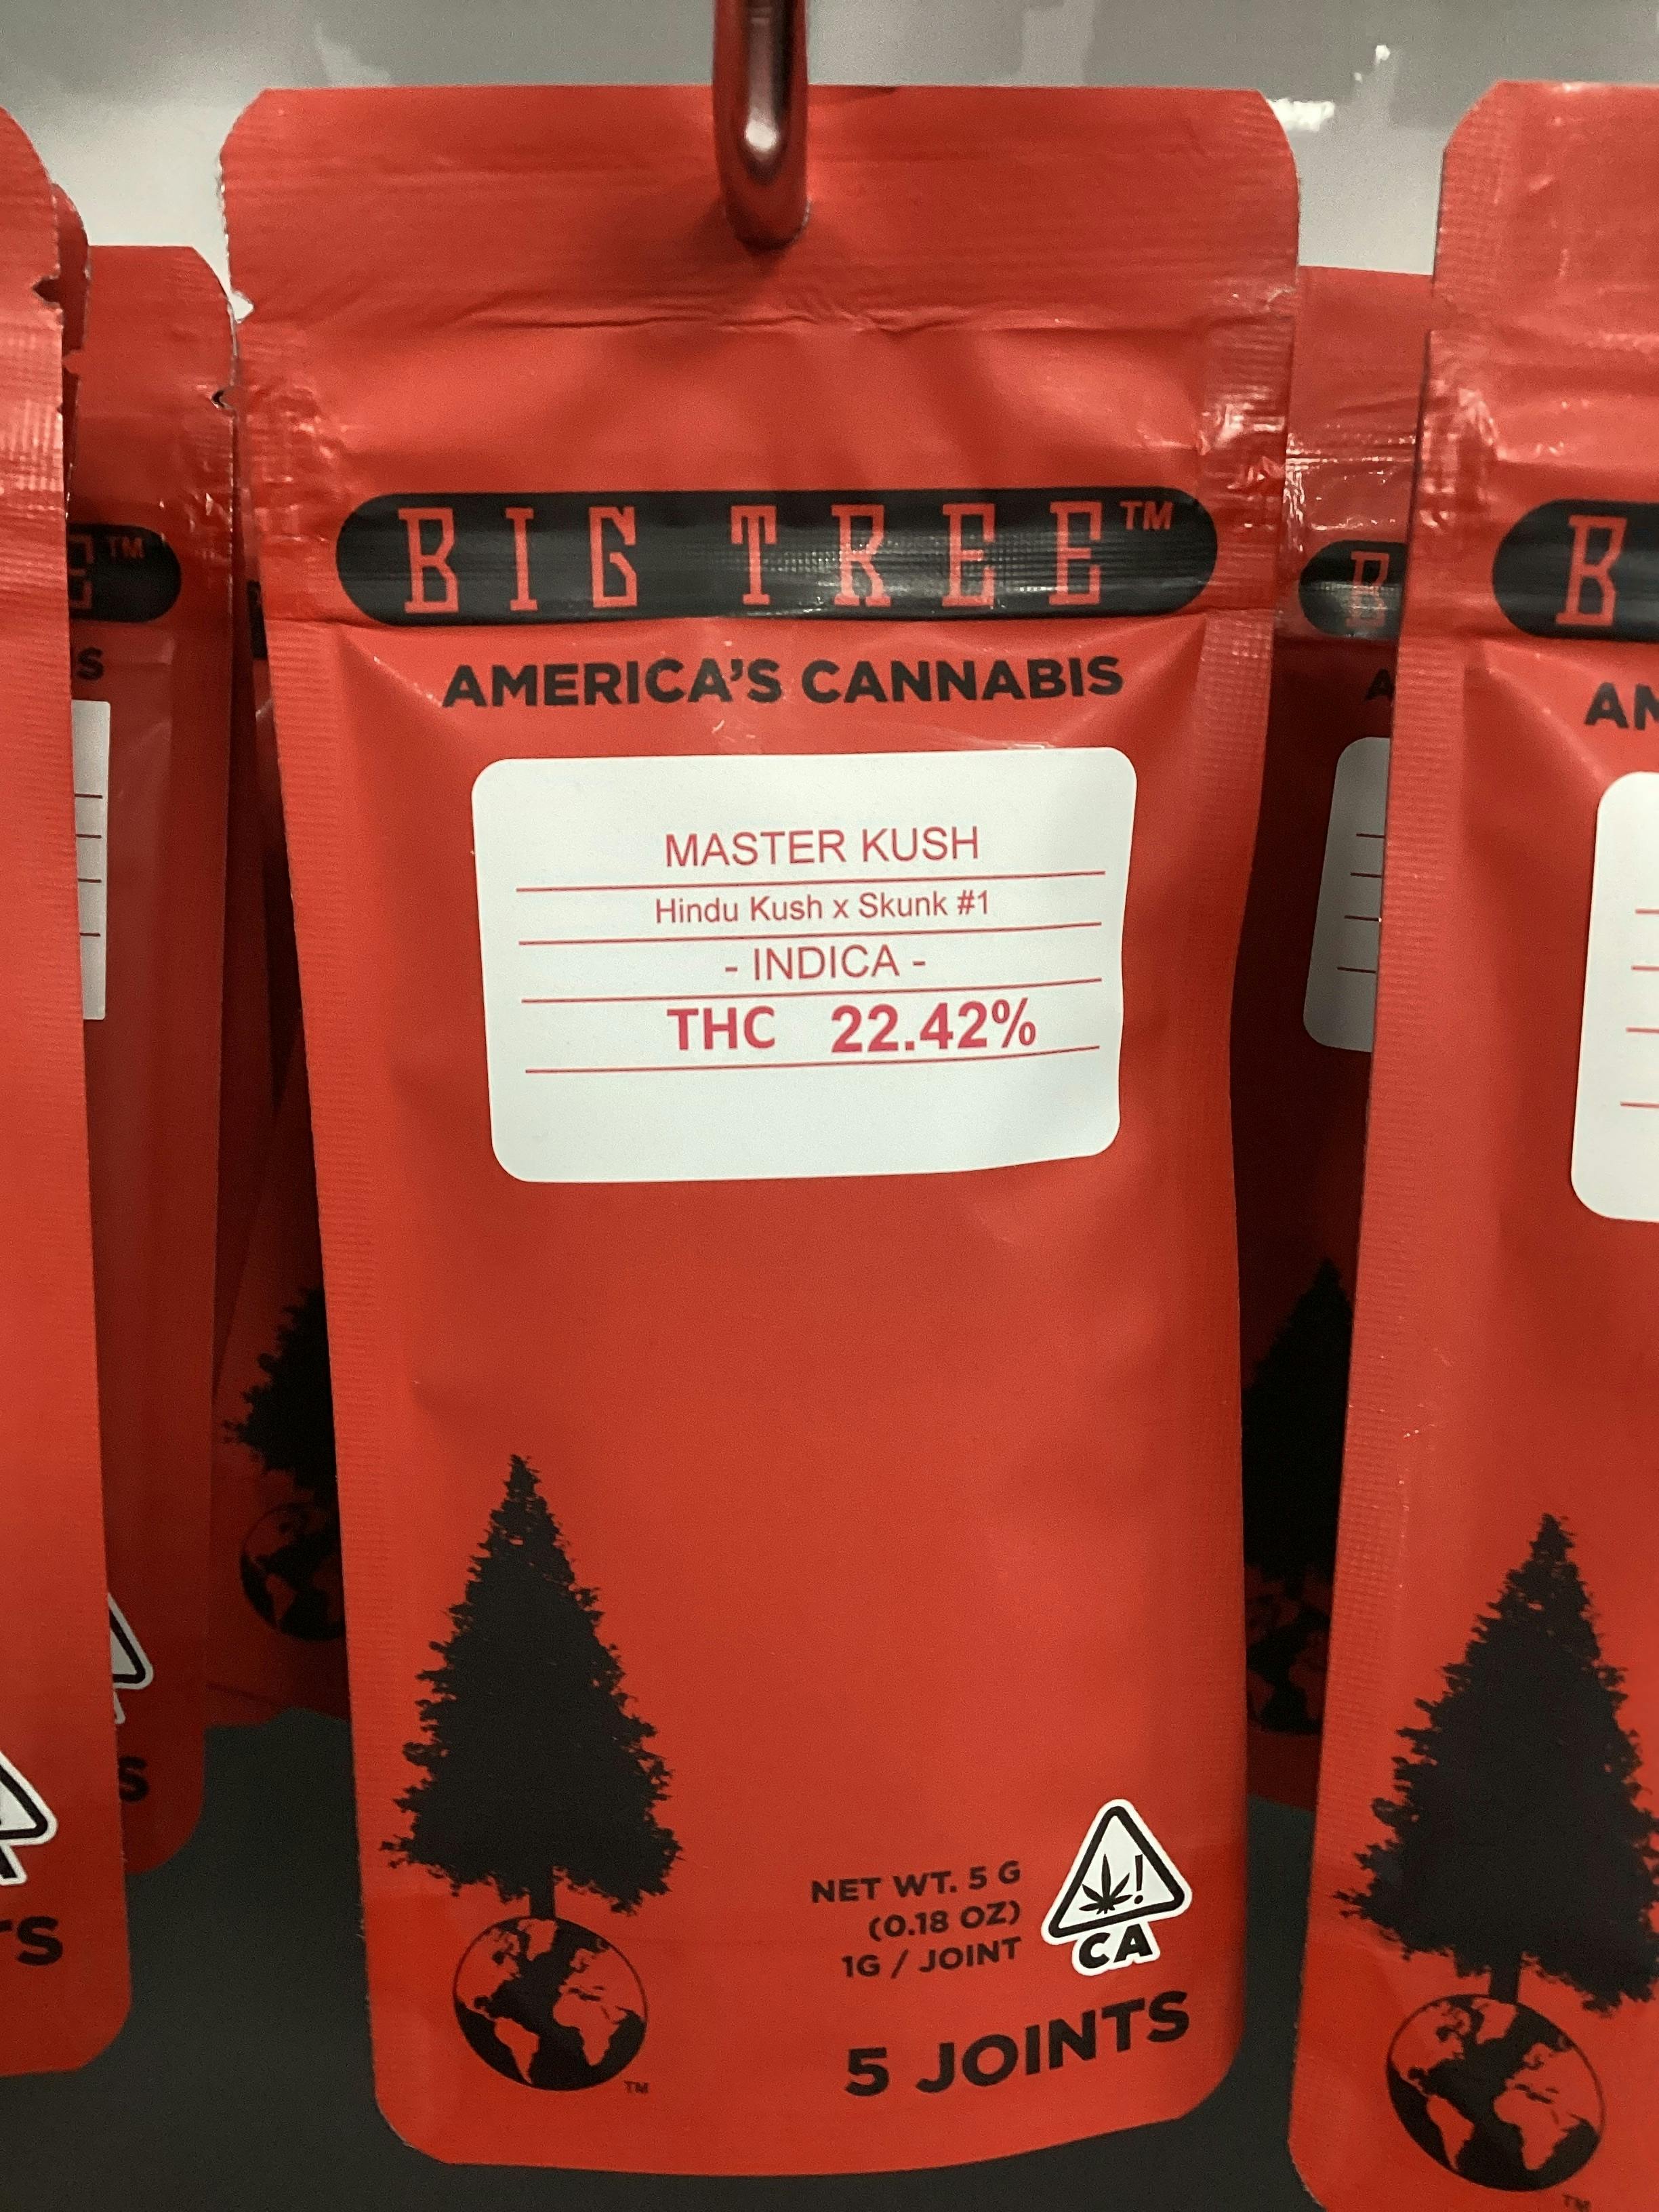 BIG TREE™
AMERICA'S CANNABIS
MASTER KUSH
Hindu Kush x Skunk #1
- INDICA -
THC 22.42%
NET WT. 5 G
(0.18 OZ)
1G / JOINT
CA
5 JOINTS
TM